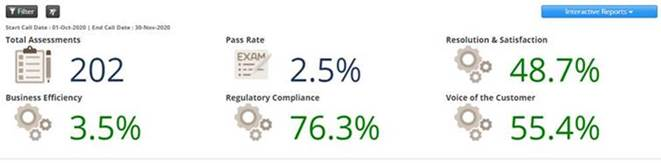 Filter
Interactive Reports
Start Call Date : 01-Oct-2020 | End Call Date : 30-Nov-2020
Total Assessments
Pass Rate
Resolution & Satisfaction
202
EXAM
2.5%
48.7%
Business Efficiency
Regulatory Compliance
Voice of the Customer
3.5%
76.3%
55.4%